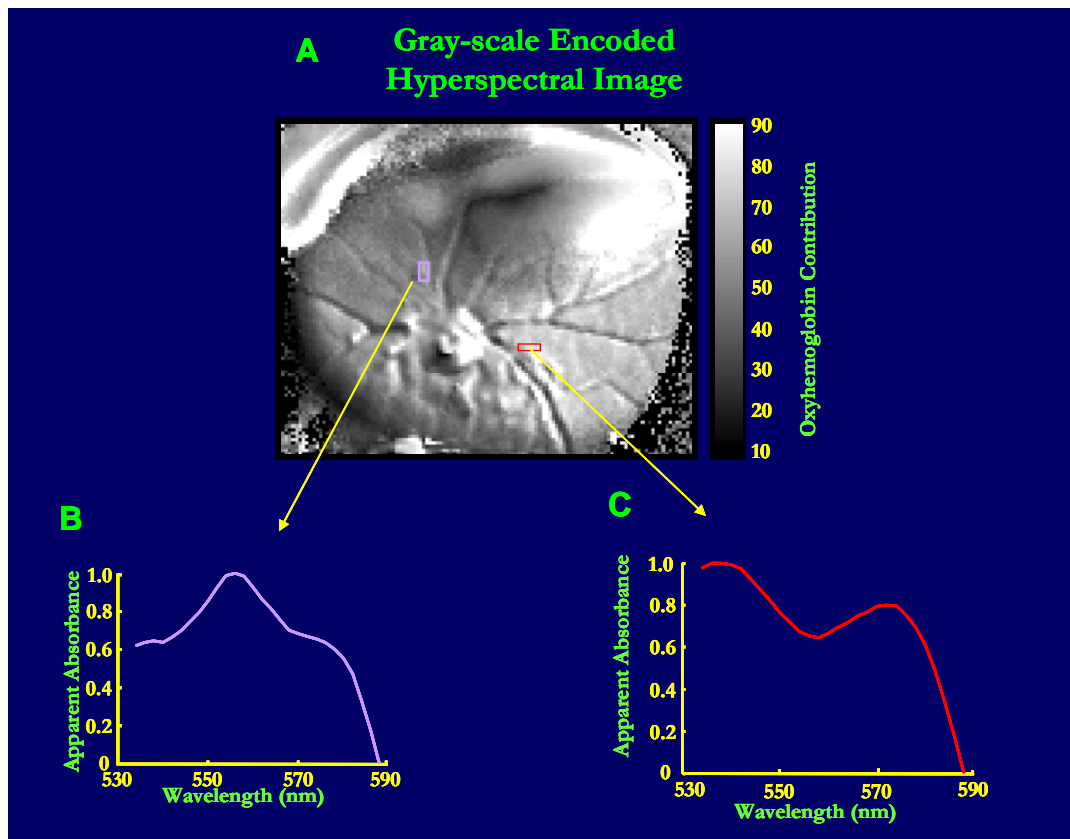 A
Gray-scale Encoded
Hyperspectral Image
90
80
70
60
50
40
30
20
10
Oxyhemoglobin Contribution
B
Apparent Absorbance
1.0
0.8
0.6
0.4
0.2
0
530
550
570
590
Wavelength (nm)
C
Apparent Absorbance
1.0
0.8
0.6
0.4
0.2
0
530
550
570
590
Wavelength (nm)